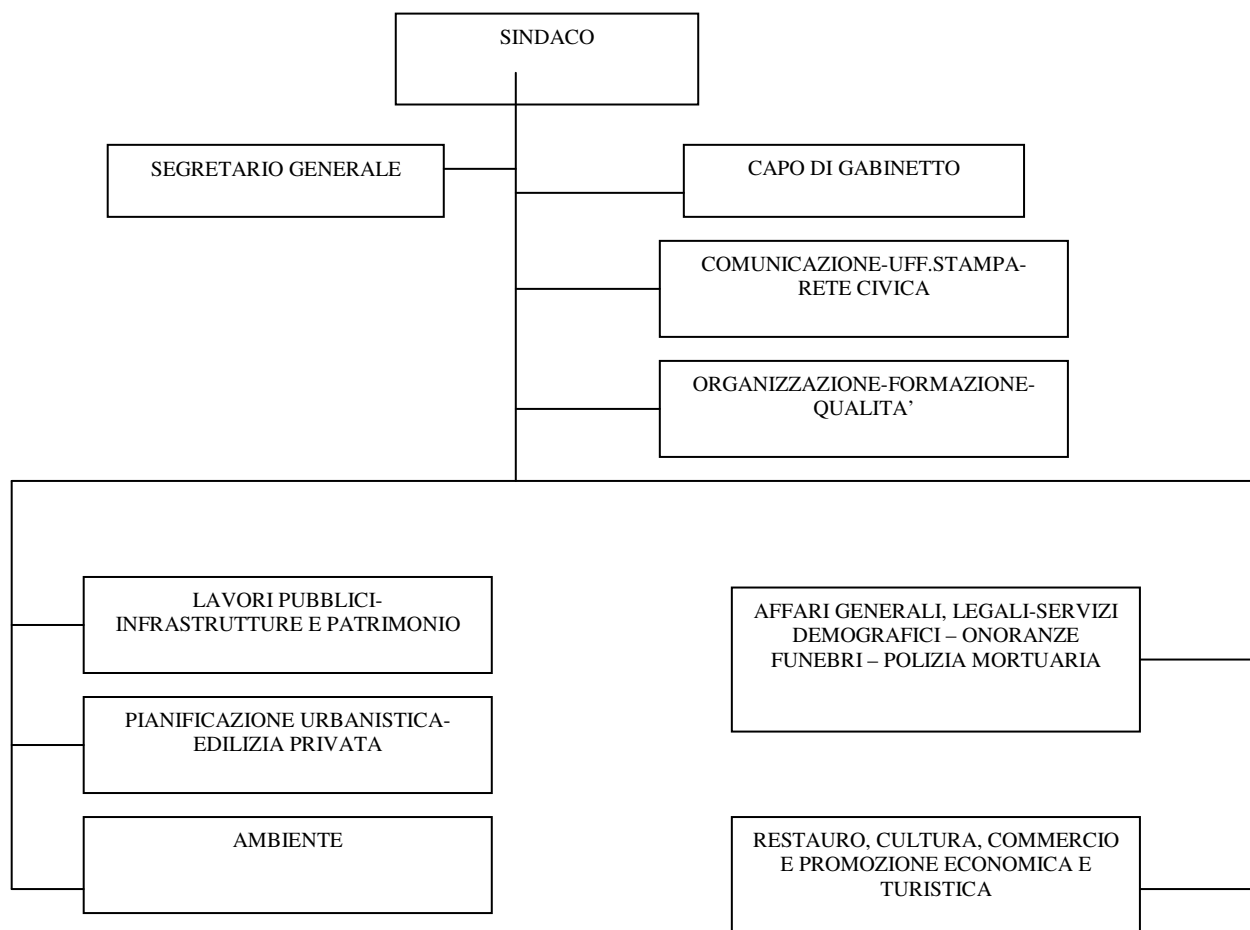 SINDACO
SEGRETARIO GENERALE
CAPO DI GABINETTO
COMUNICAZIONE-UFF.STAMPA-
RETE CIVICA
ORGANIZZAZIONE-FORMAZIONE-
QUALITA’
LAVORI PUBBLICI-
INFRASTRUTTURE E PATRIMONIO
AFFARI GENERALI, LEGALI-SERVIZI
DEMOGRAFICI – ONORANZE
FUNEBRI – POLIZIA MORTUARIA
PIANIFICAZIONE URBANISTICA-
EDILIZIA PRIVATA
AMBIENTE
RESTAURO, CULTURA, COMMERCIO
E PROMOZIONE ECONOMICA E
TURISTICA